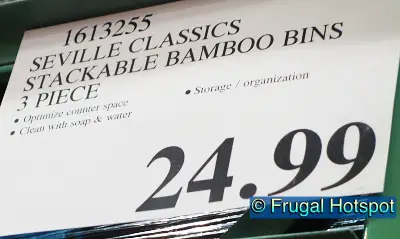 1613255
SEVILLE CLASSICS
STACKABLE BAMBOO BINS
3 PIECE
• Optimize counter space
• Clean with soap & water
• Storage / organization
24.99
© Frugal Hotspot